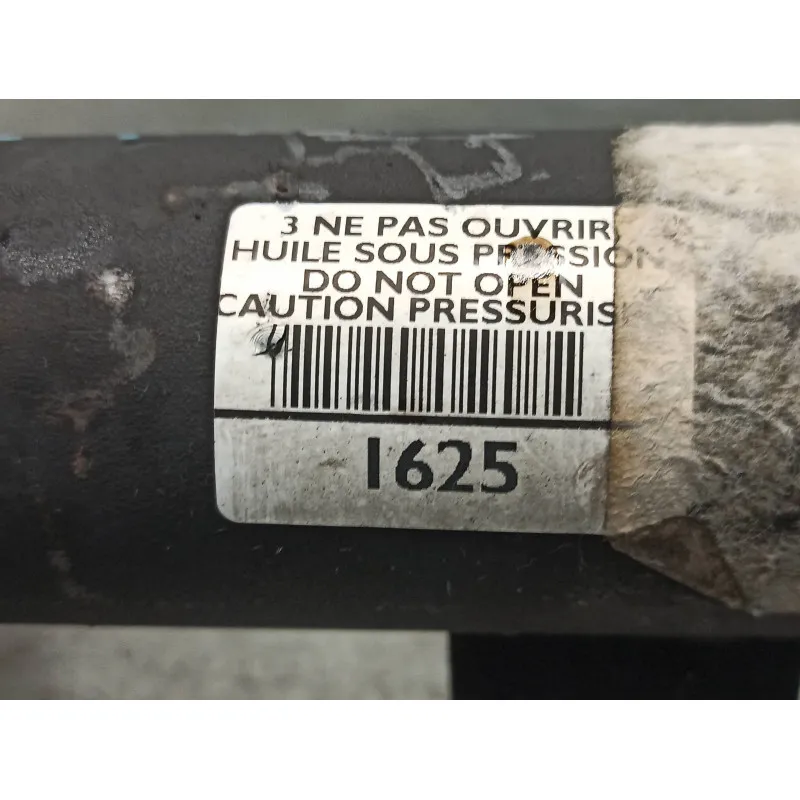 3 NE PAS OUVRIR
HUILE SOUS PRESSION
DO NOT OPEN
CAUTION PRESSURIS
1625